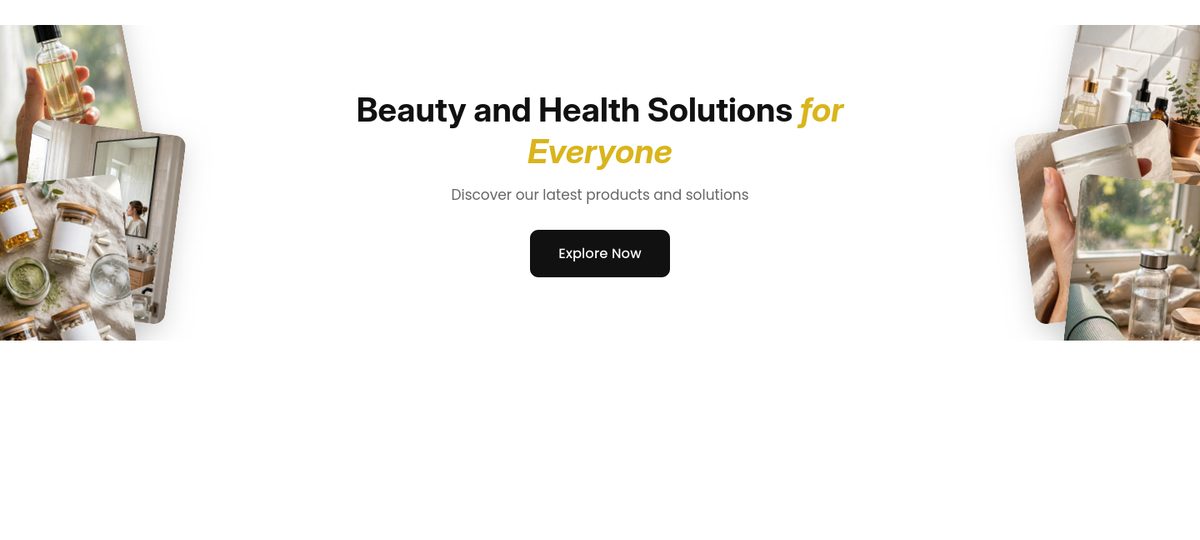 Beauty and Health Solutions for
Everyone
Discover our latest products and solutions
Explore Now